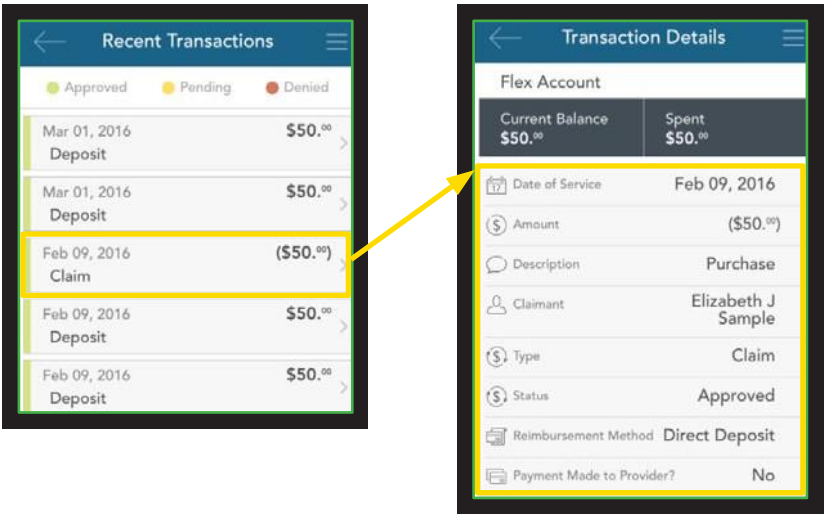 Recent Transactions
Approved Pending Denied
Mar 01, 2016 $50.00
Deposit
Mar 01, 2016 $50.00
Deposit
Feb 09, 2016 ($50.00)
Claim
Feb 09, 2016 $50.00
Deposit
Feb 09, 2016 $50.00
Deposit
Transaction Details
Flex Account
Current Balance Spent
$50.00 $50.00
17 Date of Service Feb 09, 2016
$ Amount ($50.00)
Description Purchase
Claimant Elizabeth J
Sample
$ Type Claim
$ Status Approved
Reimbursement Method Direct Deposit
Payment Made to Provider? No